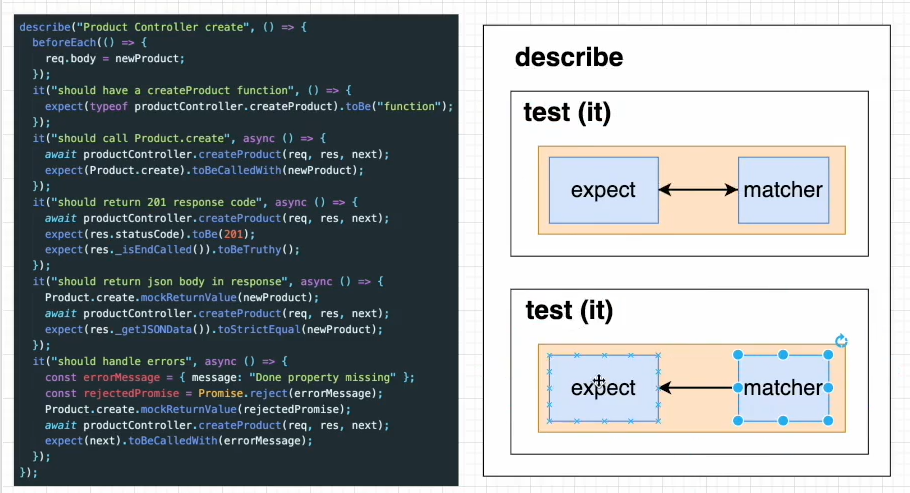 describe("Product Controller create", () => {
beforeEach(() => {
req.body = newProduct;
});
it("should have a createProduct function", () => {
expect(typeof productController.createProduct).toBe("function");
});
it("should call Product.create", async () => {
await productController.createProduct(req, res, next);
expect(Product.create).toBeCalledWith(newProduct);
});
it("should return 201 response code", async () => {
await productController.createProduct(req, res, next);
expect(res.statusCode).toBe(201);
expect(res._isEndCalled()).toBeTruthy();
});
it("should return json body in response", async () => {
Product.create.mockReturnValue(newProduct);
await productController.createProduct(req, res, next);
expect(res._getJSONData()).toStrictEqual(newProduct);
});
it("should handle errors", async () => {
const errorMessage = { message: "Done property missing" };
const rejectedPromise = Promise.reject(errorMessage);
Product.create.mockReturnValue(rejectedPromise);
await productController.createProduct(req, res, next);
expect(next).toBeCalledWith(errorMessage);
});
});
describe
test (it)
expect
matcher
test (it)
expect
matcher